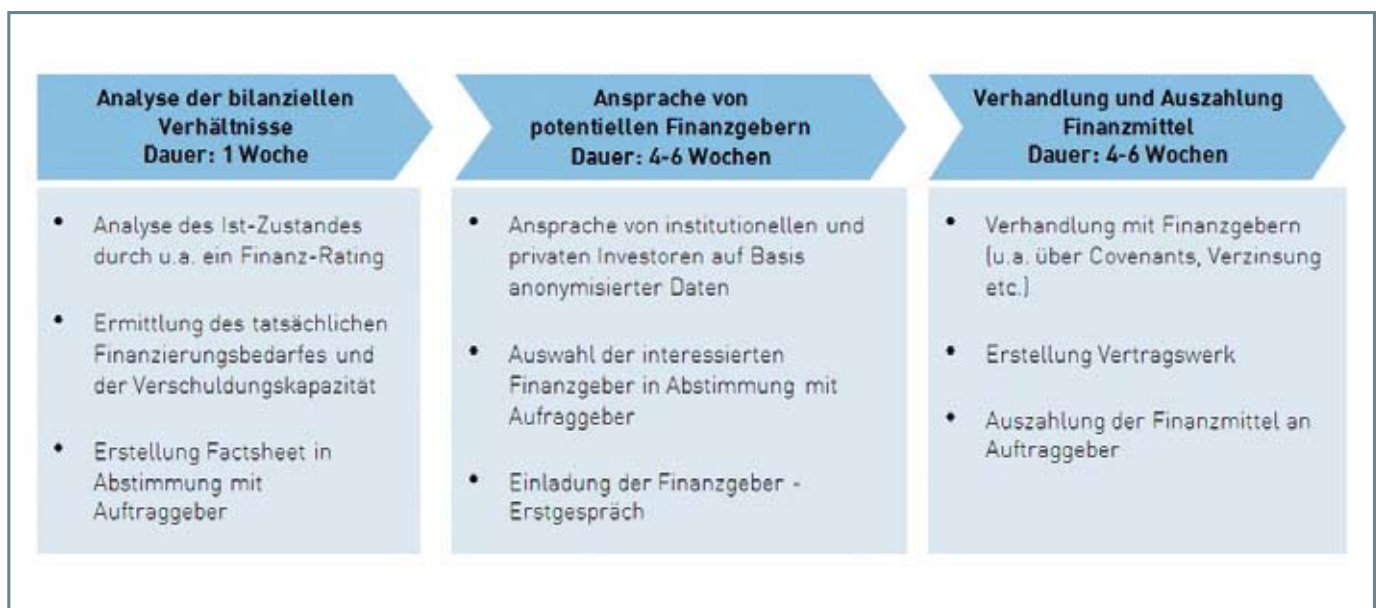 Analyse der bilanziellen
Verhältnisse
Dauer: 1 Woche
• Analyse des Ist-Zustandes
durch u.a. ein Finanz-Rating
• Ermittlung des tatsächlichen
Finanzierungsbedarfes und
der Verschuldungskapazität
• Erstellung Factsheet in
Abstimmung mit
Auftraggeber
Ansprache von
potentiellen Finanzgebern
Dauer: 4-6 Wochen
• Ansprache von institutionellen und
privaten Investoren auf Basis
anonymisierter Daten
• Auswahl der interessierten
Finanzgeber in Abstimmung mit
Aufraggeber
• Einladung der Finanzgeber -
Erstgespräch
Verhandlung und Auszahlung
Finanzmittel
Dauer: 4-6 Wochen
• Verhandlung mit Finanzgebern
(u.a. über Covenants, Verzinsung
etc.)
• Erstellung Vertragswerk
• Auszahlung der Finanzmittel an
Auftraggeber